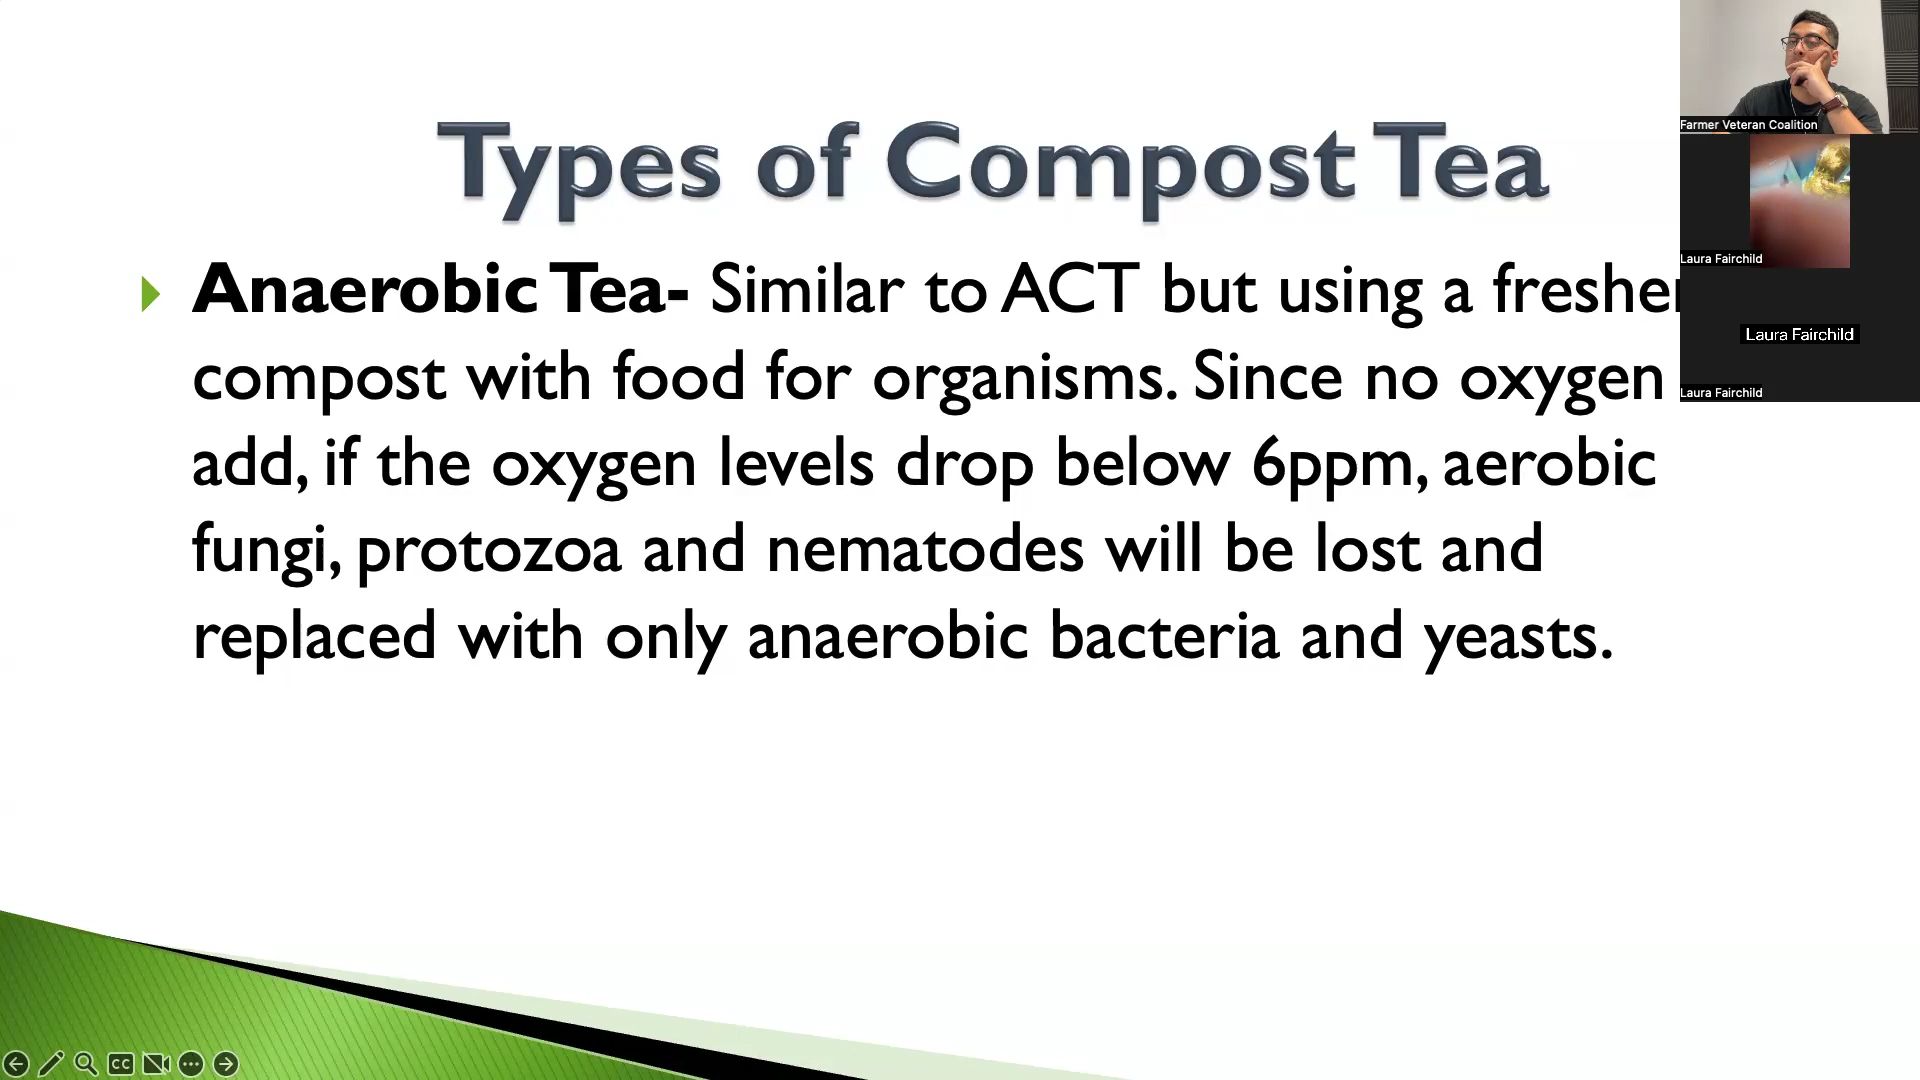 Types of Compost Tea
Anaerobic Tea- Similar to ACT but using a fresher
compost with food for organisms. Since no oxygen
add, if the oxygen levels drop below 6ppm, aerobic
fungi, protozoa and nematodes will be lost and
replaced with only anaerobic bacteria and yeasts.
Farmer Veteran Coalition
Laura Fairchild
Laura Fairchild
Laura Fairchild
CC